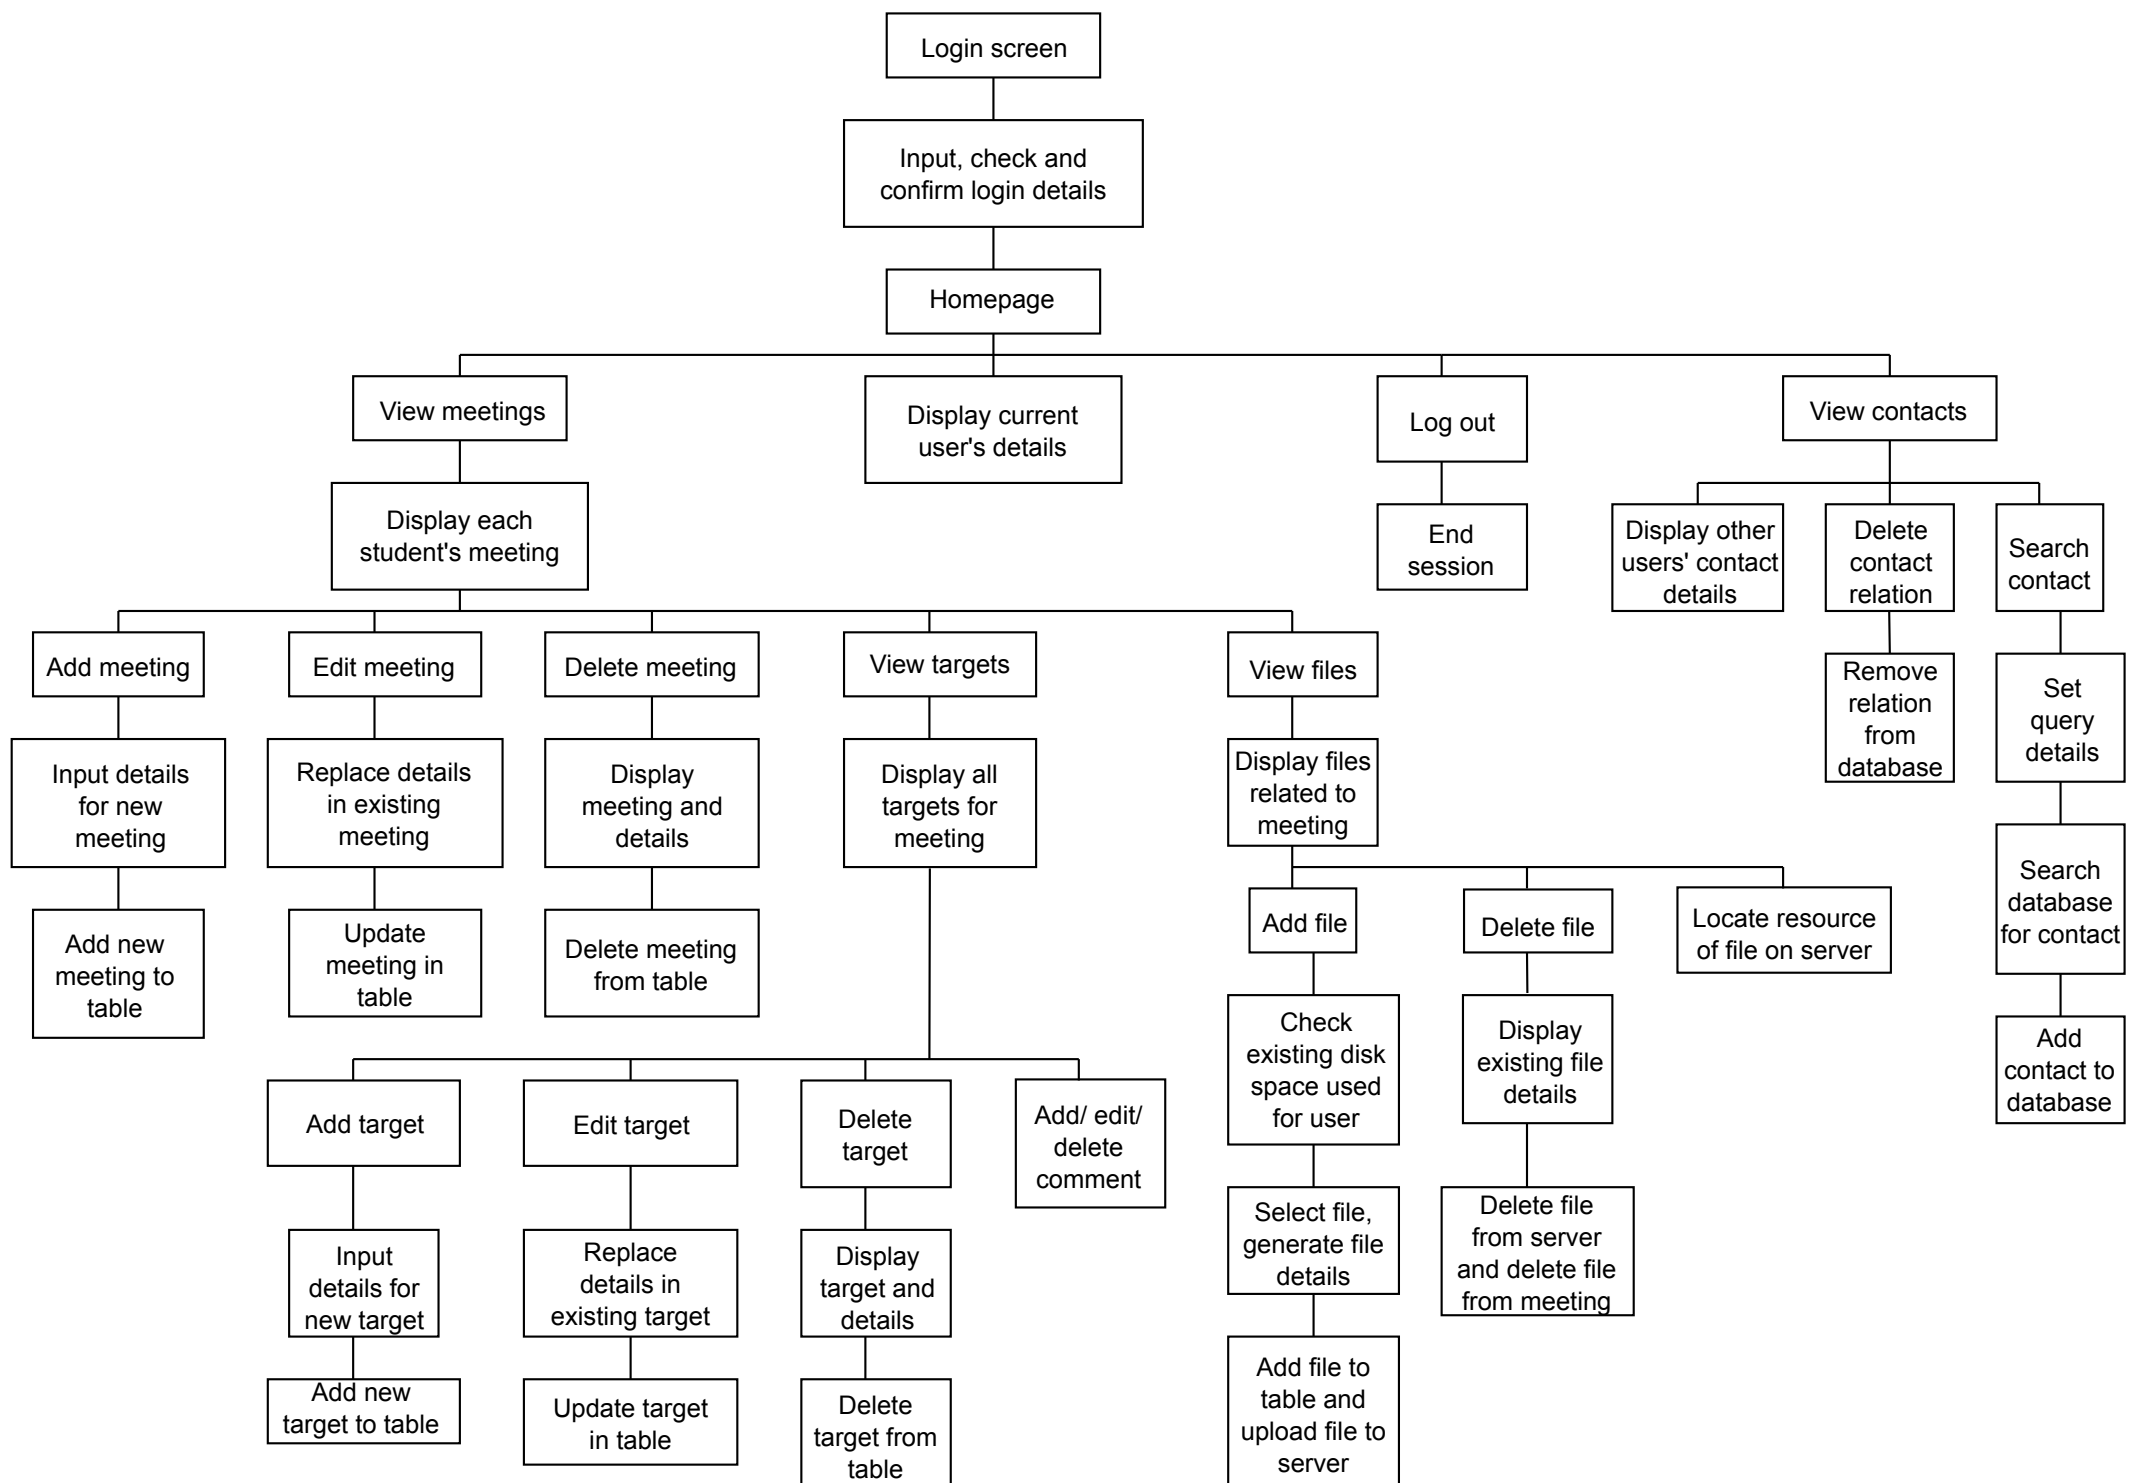 Login screen
Input, check and
confirm login details
Homepage
View meetings
Display current
user's details
Log out
View contacts
Display each
student's meeting
End
session
Display other
users' contact
details
Delete
contact
relation
Search
contact
Add meeting
Edit meeting
Delete meeting
View targets
View files
Remove
relation
from
database
Set
query
details
Input details
for new
meeting
Replace details
in existing
meeting
Display
meeting and
details
Display all
targets for
meeting
Display files
related to
meeting
Search
database
for contact
Add new
meeting to
table
Update
meeting in
table
Delete meeting
from table
Add file
Delete file
Locate resource
of file on server
Check
existing disk
space used
for user
Display
existing file
details
Add
contact to
database
Add target
Edit target
Delete
target
Add/ edit/
delete
comment
Select file,
generate file
details
Delete file
from server
and delete file
from meeting
Input
details for
new target
Replace
details in
existing target
Display
target and
details
Add new
target to table
Update target
in table
Delete
target from
table
Add file to
table and
upload file to
server